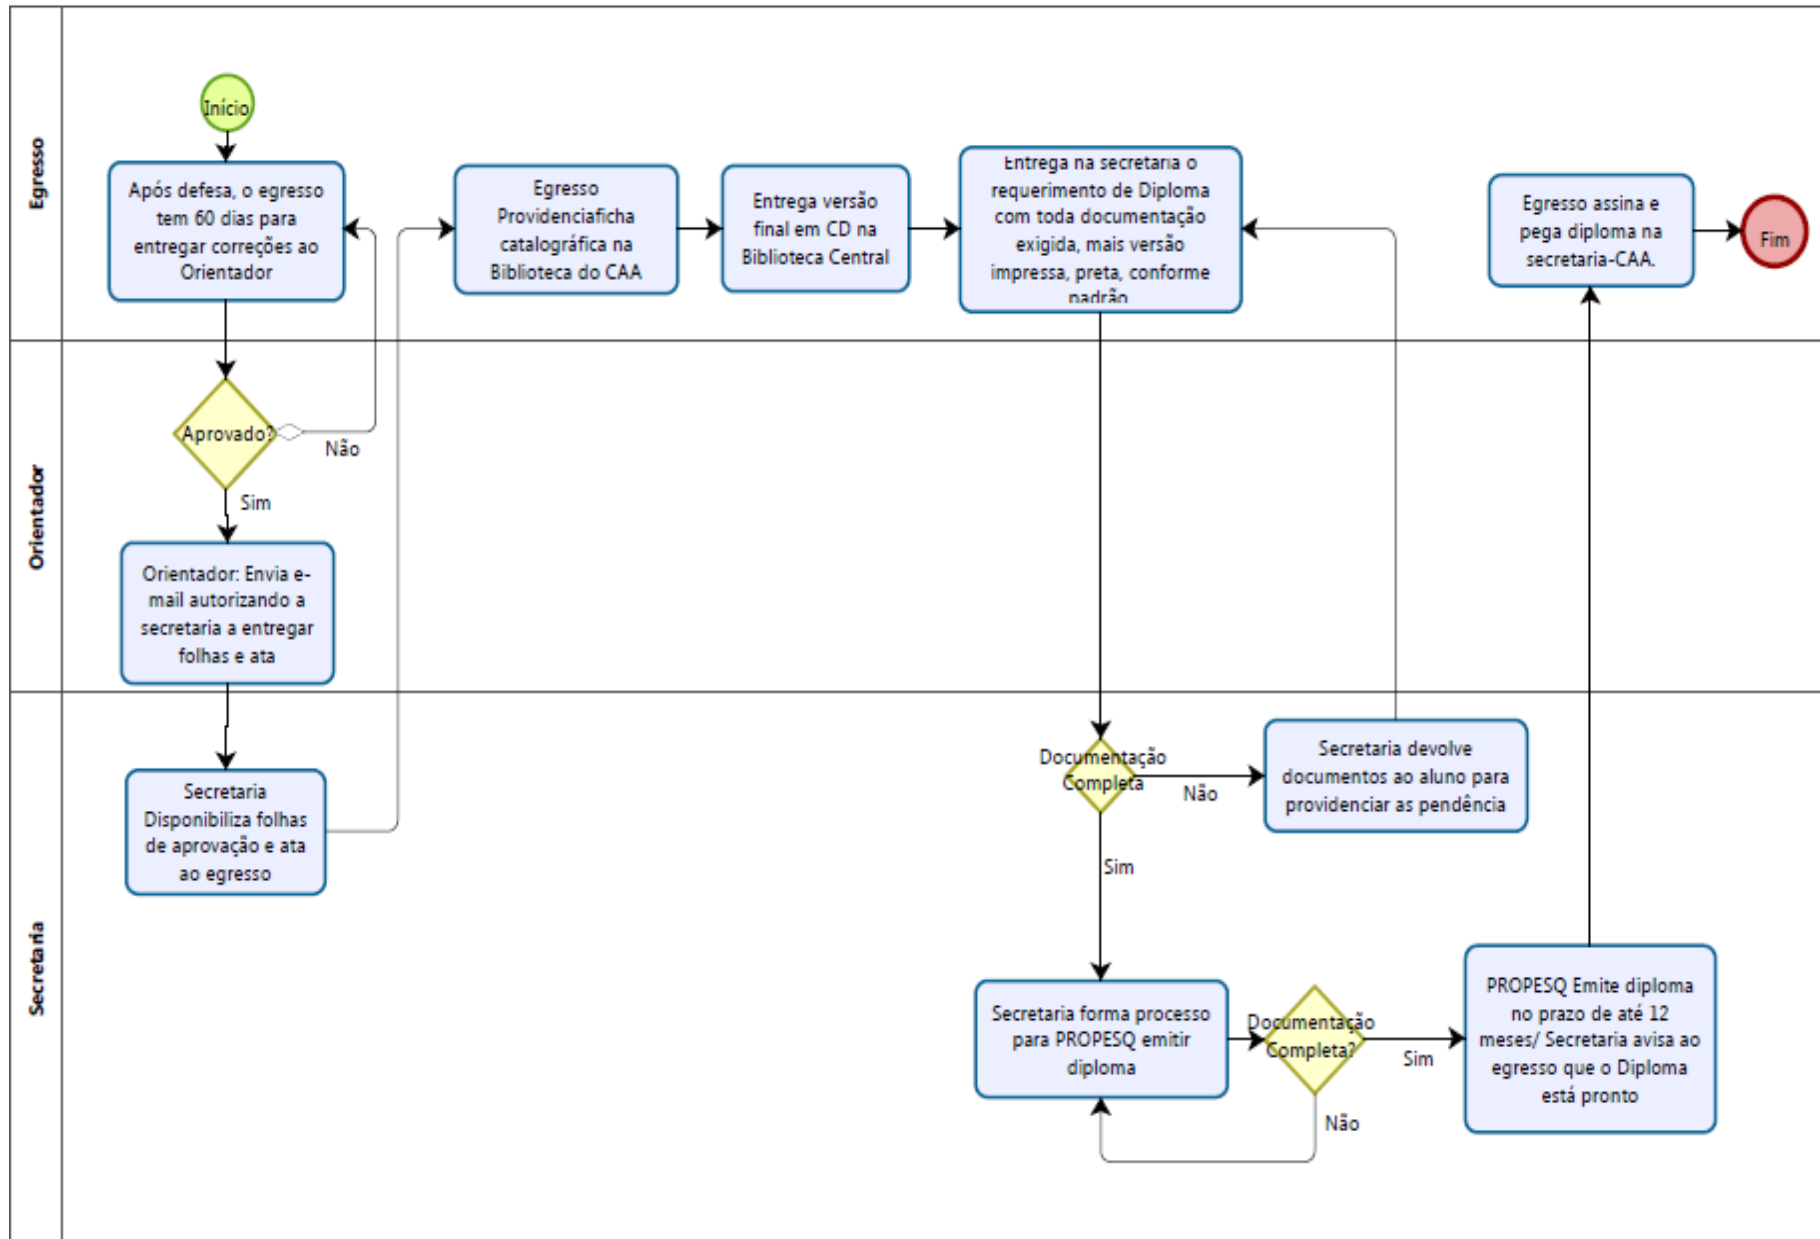 Egresso
Início
Após defesa, o egresso
tem 60 dias para
entregar correções ao
Orientador
Egresso
Providenciaficha
catalográfica na
Biblioteca do CAA
Entrega versão
final em CD na
Biblioteca Central
Entrega na secretaria o
requerimento de Diploma
com toda documentação
exigida, mais versão
impressa, preta, conforme
padrão
Egresso assina e
pega diploma na
secretaria-CAA.
Fim
Orientador
Aprovado?
Não
Sim
Orientador: Envia e-
mail autorizando a
secretaria a entregar
folhas e ata
Secretaria
Secretaria
Disponibiliza folhas
de aprovação e ata
ao egresso
Documentação
Completa
Não
Secretaria devolve
documentos ao aluno para
providenciar as pendência
Sim
Secretaria forma processo
para PROPESQ emitir
diploma
Documentação
Completa?
Sim
Não
PROPESQ Emite diploma
no prazo de até 12
meses/ Secretaria avisa ao
egresso que o Diploma
está pronto